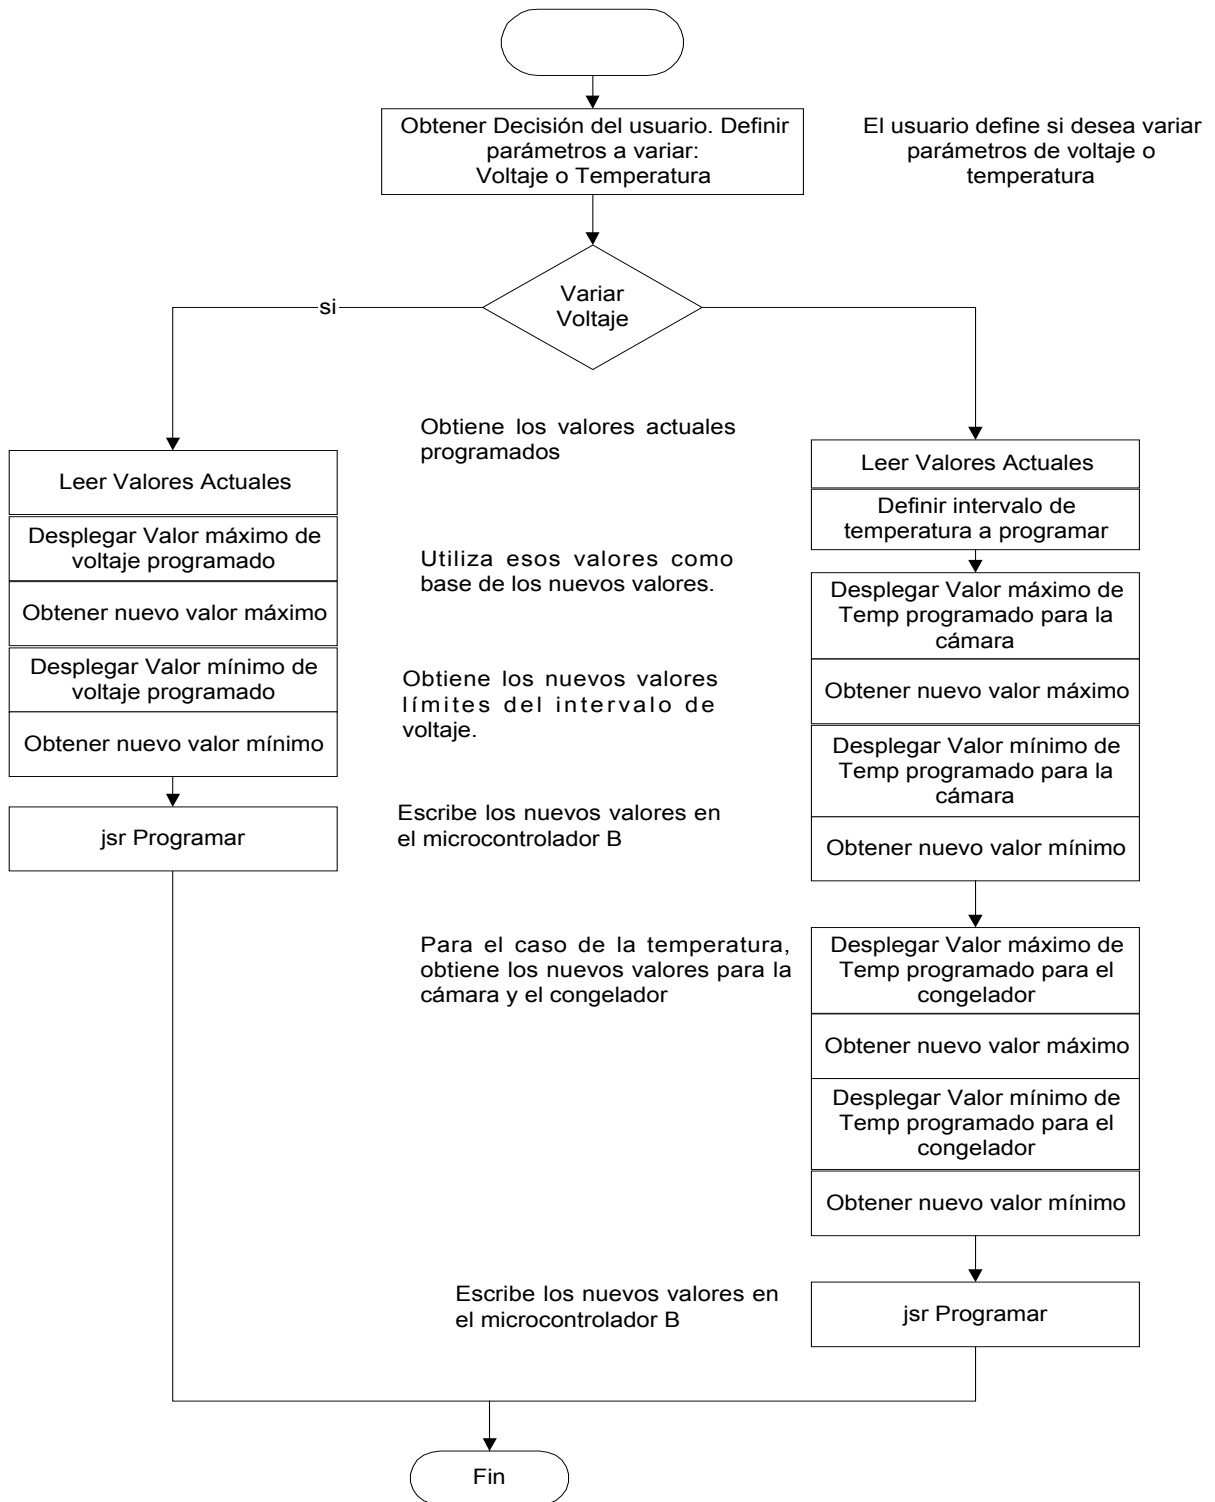 Obtener Decisión del usuario. Definir
parámetros a variar:
Voltaje o Temperatura
El usuario define si desea variar
parámetros de voltaje o
temperatura
Variar
Voltaje
si
Obtiene los valores actuales
programados
Leer Valores Actuales
Desplegar Valor máximo de
voltaje programado
Obtener nuevo valor máximo
Desplegar Valor mínimo de
voltaje programado
Obtener nuevo valor mínimo
jsr Programar
Utiliza esos valores como
base de los nuevos valores.
Obtiene los nuevos valores
límites del intervalo de
voltaje.
Escribe los nuevos valores en
el microcontrolador B
Para el caso de la temperatura,
obtiene los nuevos valores para la
cámara y el congelador
Escribe los nuevos valores en
el microcontrolador B
Leer Valores Actuales
Definir intervalo de
temperatura a programar
Desplegar Valor máximo de
Temp programado para la
cámara
Obtener nuevo valor máximo
Desplegar Valor mínimo de
Temp programado para la
cámara
Obtener nuevo valor mínimo
Desplegar Valor máximo de
Temp programado para el
congelador
Obtener nuevo valor máximo
Desplegar Valor mínimo de
Temp programado para el
congelador
Obtener nuevo valor mínimo
jsr Programar
Fin